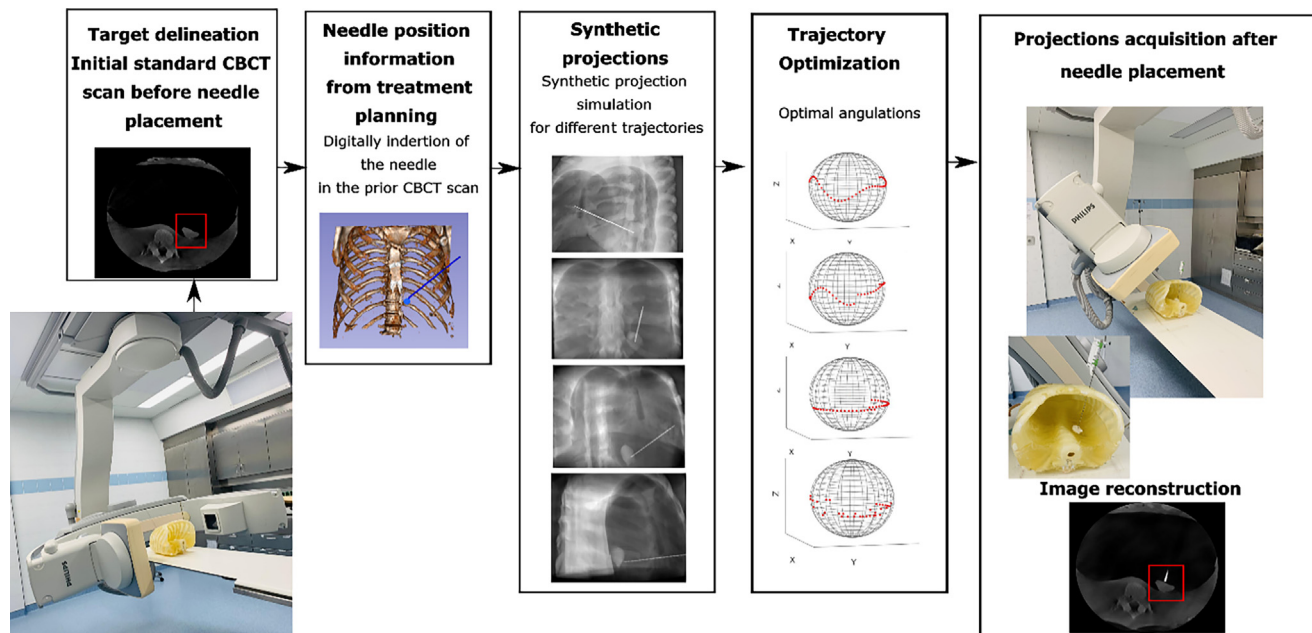 Target delineation
Initial standard CBCT
scan before needle
placement
Needle position
information
from treatment
planning
Digitally indertion of
the needle
in the prior CBCT scan
Synthetic
projections
Synthetic projection
simulation
for different trajectories
Trajectory
Optimization
Optimal angulations
Z
X
Y
X
Y
X
Y
Z
X
Y
Projections acquisition after
needle placement
PHILIPS
Image reconstruction
PHILIPS